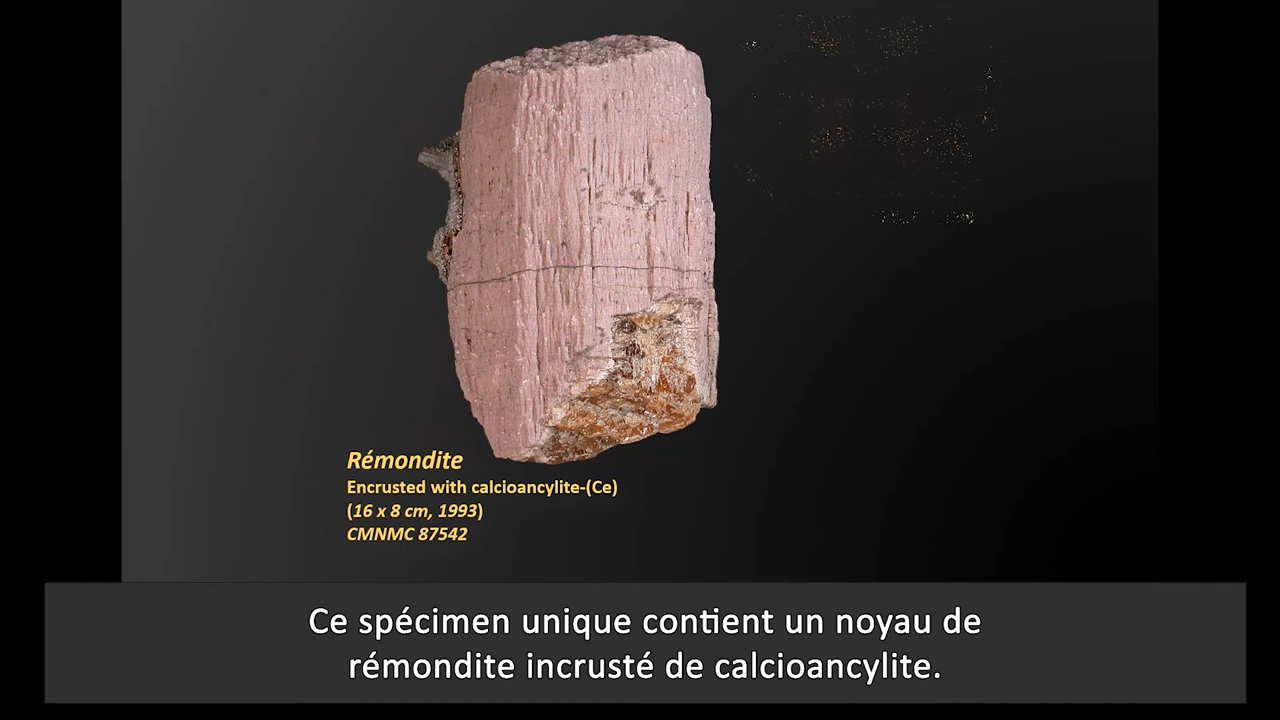 Rémondite
Encrusted with calcioancylite-(Ce)
(16 x 8 cm, 1993)
CMNMC 87542
Ce spécimen unique contient un noyau de
rémondite incrusté de calcioancylite.